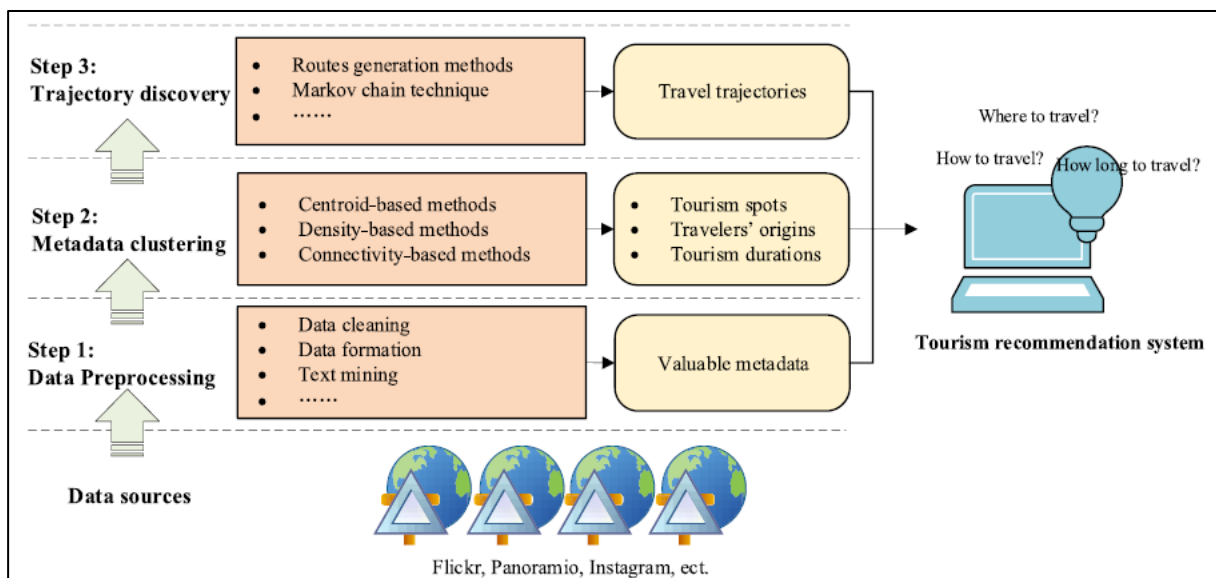 Step 3:
Trajectory discovery
• Routes generation methods
• Markov chain technique
• ……
Travel trajectories
Where to travel?
How to travel?
How long to travel?
Step 2:
Metadata clustering
• Centroid-based methods
• Density-based methods
• Connectivity-based methods
• Tourism spots
• Travelers’ origins
• Tourism durations
Tourism recommendation system
Step 1:
Data Preprocessing
• Data cleaning
• Data formation
• Text mining
• ……
Valuable metadata
Data sources
Flickr, Panoramio, Instagram, ect.